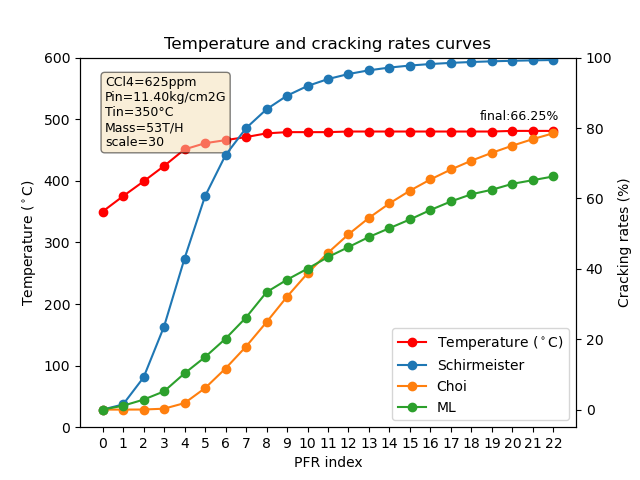 Temperature and cracking rates curves
CCl4=625ppm
Pin=11.40kg/cm2G
Tin=350°C
Mass=53T/H
scale=30
final:66.25%
600
500
400
300
200
100
0
Temperature (°C)
100
80
60
40
20
0
Cracking rates (%)
Temperature (°C)
Schirmeister
Choi
ML
0 1 2 3 4 5 6 7 8 9 10 11 12 13 14 15 16 17 18 19 20 21 22
PFR index